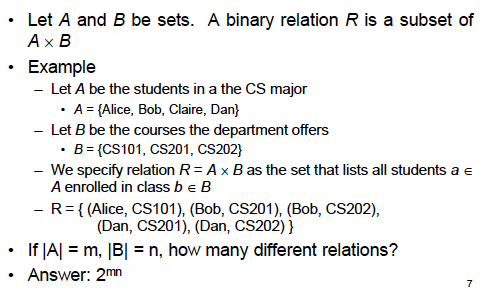 • Let A and B be sets. A binary relation R is a subset of
A × B
• Example
– Let A be the students in a the CS major
• A = {Alice, Bob, Claire, Dan}
– Let B be the courses the department offers
• B = {CS101, CS201, CS202}
– We specify relation R = A × B as the set that lists all students a ∈
A enrolled in class b ∈ B
– R = { (Alice, CS101), (Bob, CS201), (Bob, CS202),
(Dan, CS201), (Dan, CS202) }
• If |A| = m, |B| = n, how many different relations?
• Answer: 2ᵐⁿ
7